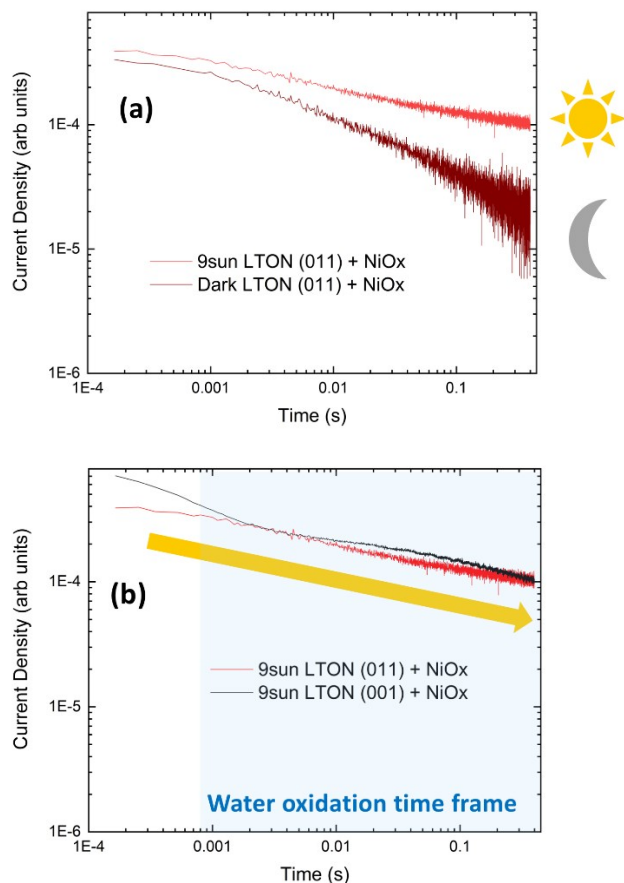 (a)
Current Density (arb units)
1E-4
1E-5
1E-6
9sun LTON (011) + NiOx
Dark LTON (011) + NiOx
1E-4 0.001 0.01 0.1
Time (s)
(b)
Current Density (arb units)
1E-4
1E-5
1E-6
9sun LTON (011) + NiOx
9sun LTON (001) + NiOx
Water oxidation time frame
1E-4 0.001 0.01 0.1
Time (s)